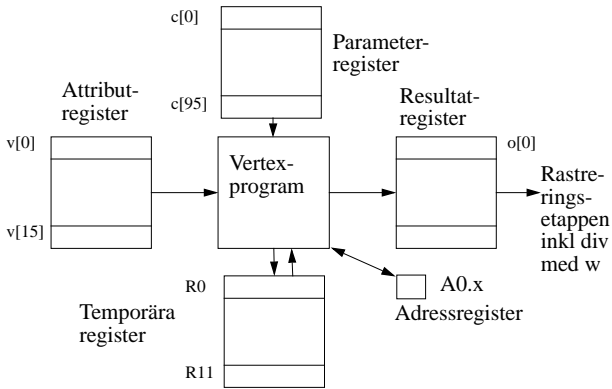 c[0]
Parameter-
register
c[95]
Attribut-
register
v[0]
v[15]
Vertex-
program
Resultat-
register
o[0]
Rastre-
rings-
etappen
inkl div
med w
Temporära
register
R0
R11
A0.x
Adressregister